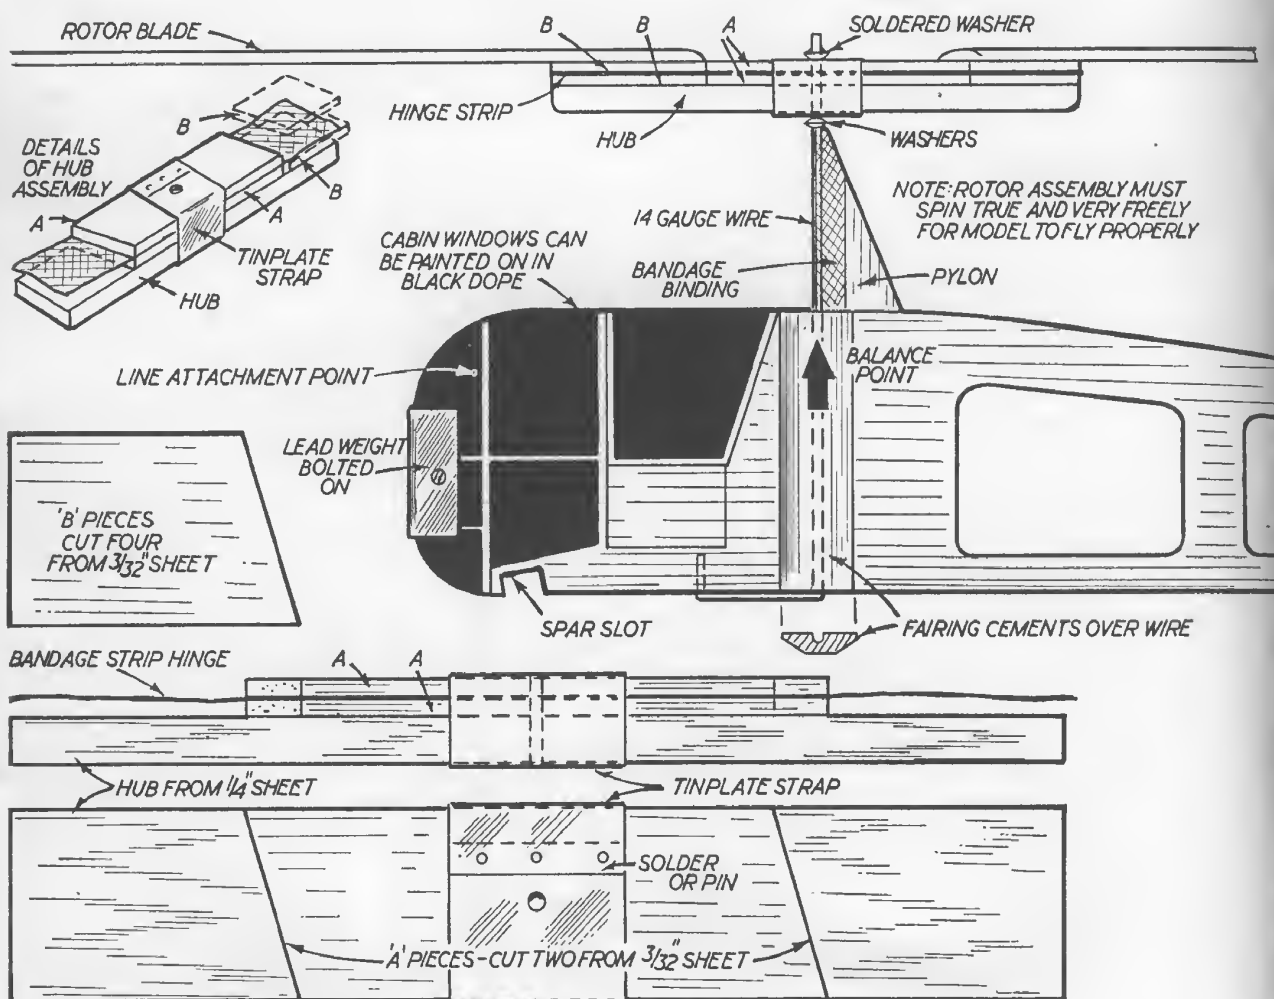 ROTOR BLADE
B
A
SOLDERED WASHER
B
HINGE STRIP
HUB
WASHERS
DETAILS
OF HUB
ASSEMBLY
B
B
A
A
TINPLATE
STRAP
HUB
14 GAUGE WIRE
NOTE: ROTOR ASSEMBLY MUST
SPIN TRUE AND VERY FREELY
FOR MODEL TO FLY PROPERLY
CABIN WINDOWS CAN
BE PAINTED ON IN
BLACK DOPE
BANDAGE
BINDING
PYLON
LINE ATTACHMENT POINT
BALANCE
POINT
LEAD WEIGHT
BOLTED
ON
'B' PIECES
CUT FOUR
FROM 3/32" SHEET
SPAR SLOT
FAIRING CEMENTS OVER WIRE
BANDAGE STRIP HINGE
A
A
A
HUB FROM 1/4" SHEET
TINPLATE STRAP
SOLDER
OR PIN
'A' PIECES - CUT TWO FROM 3/32" SHEET